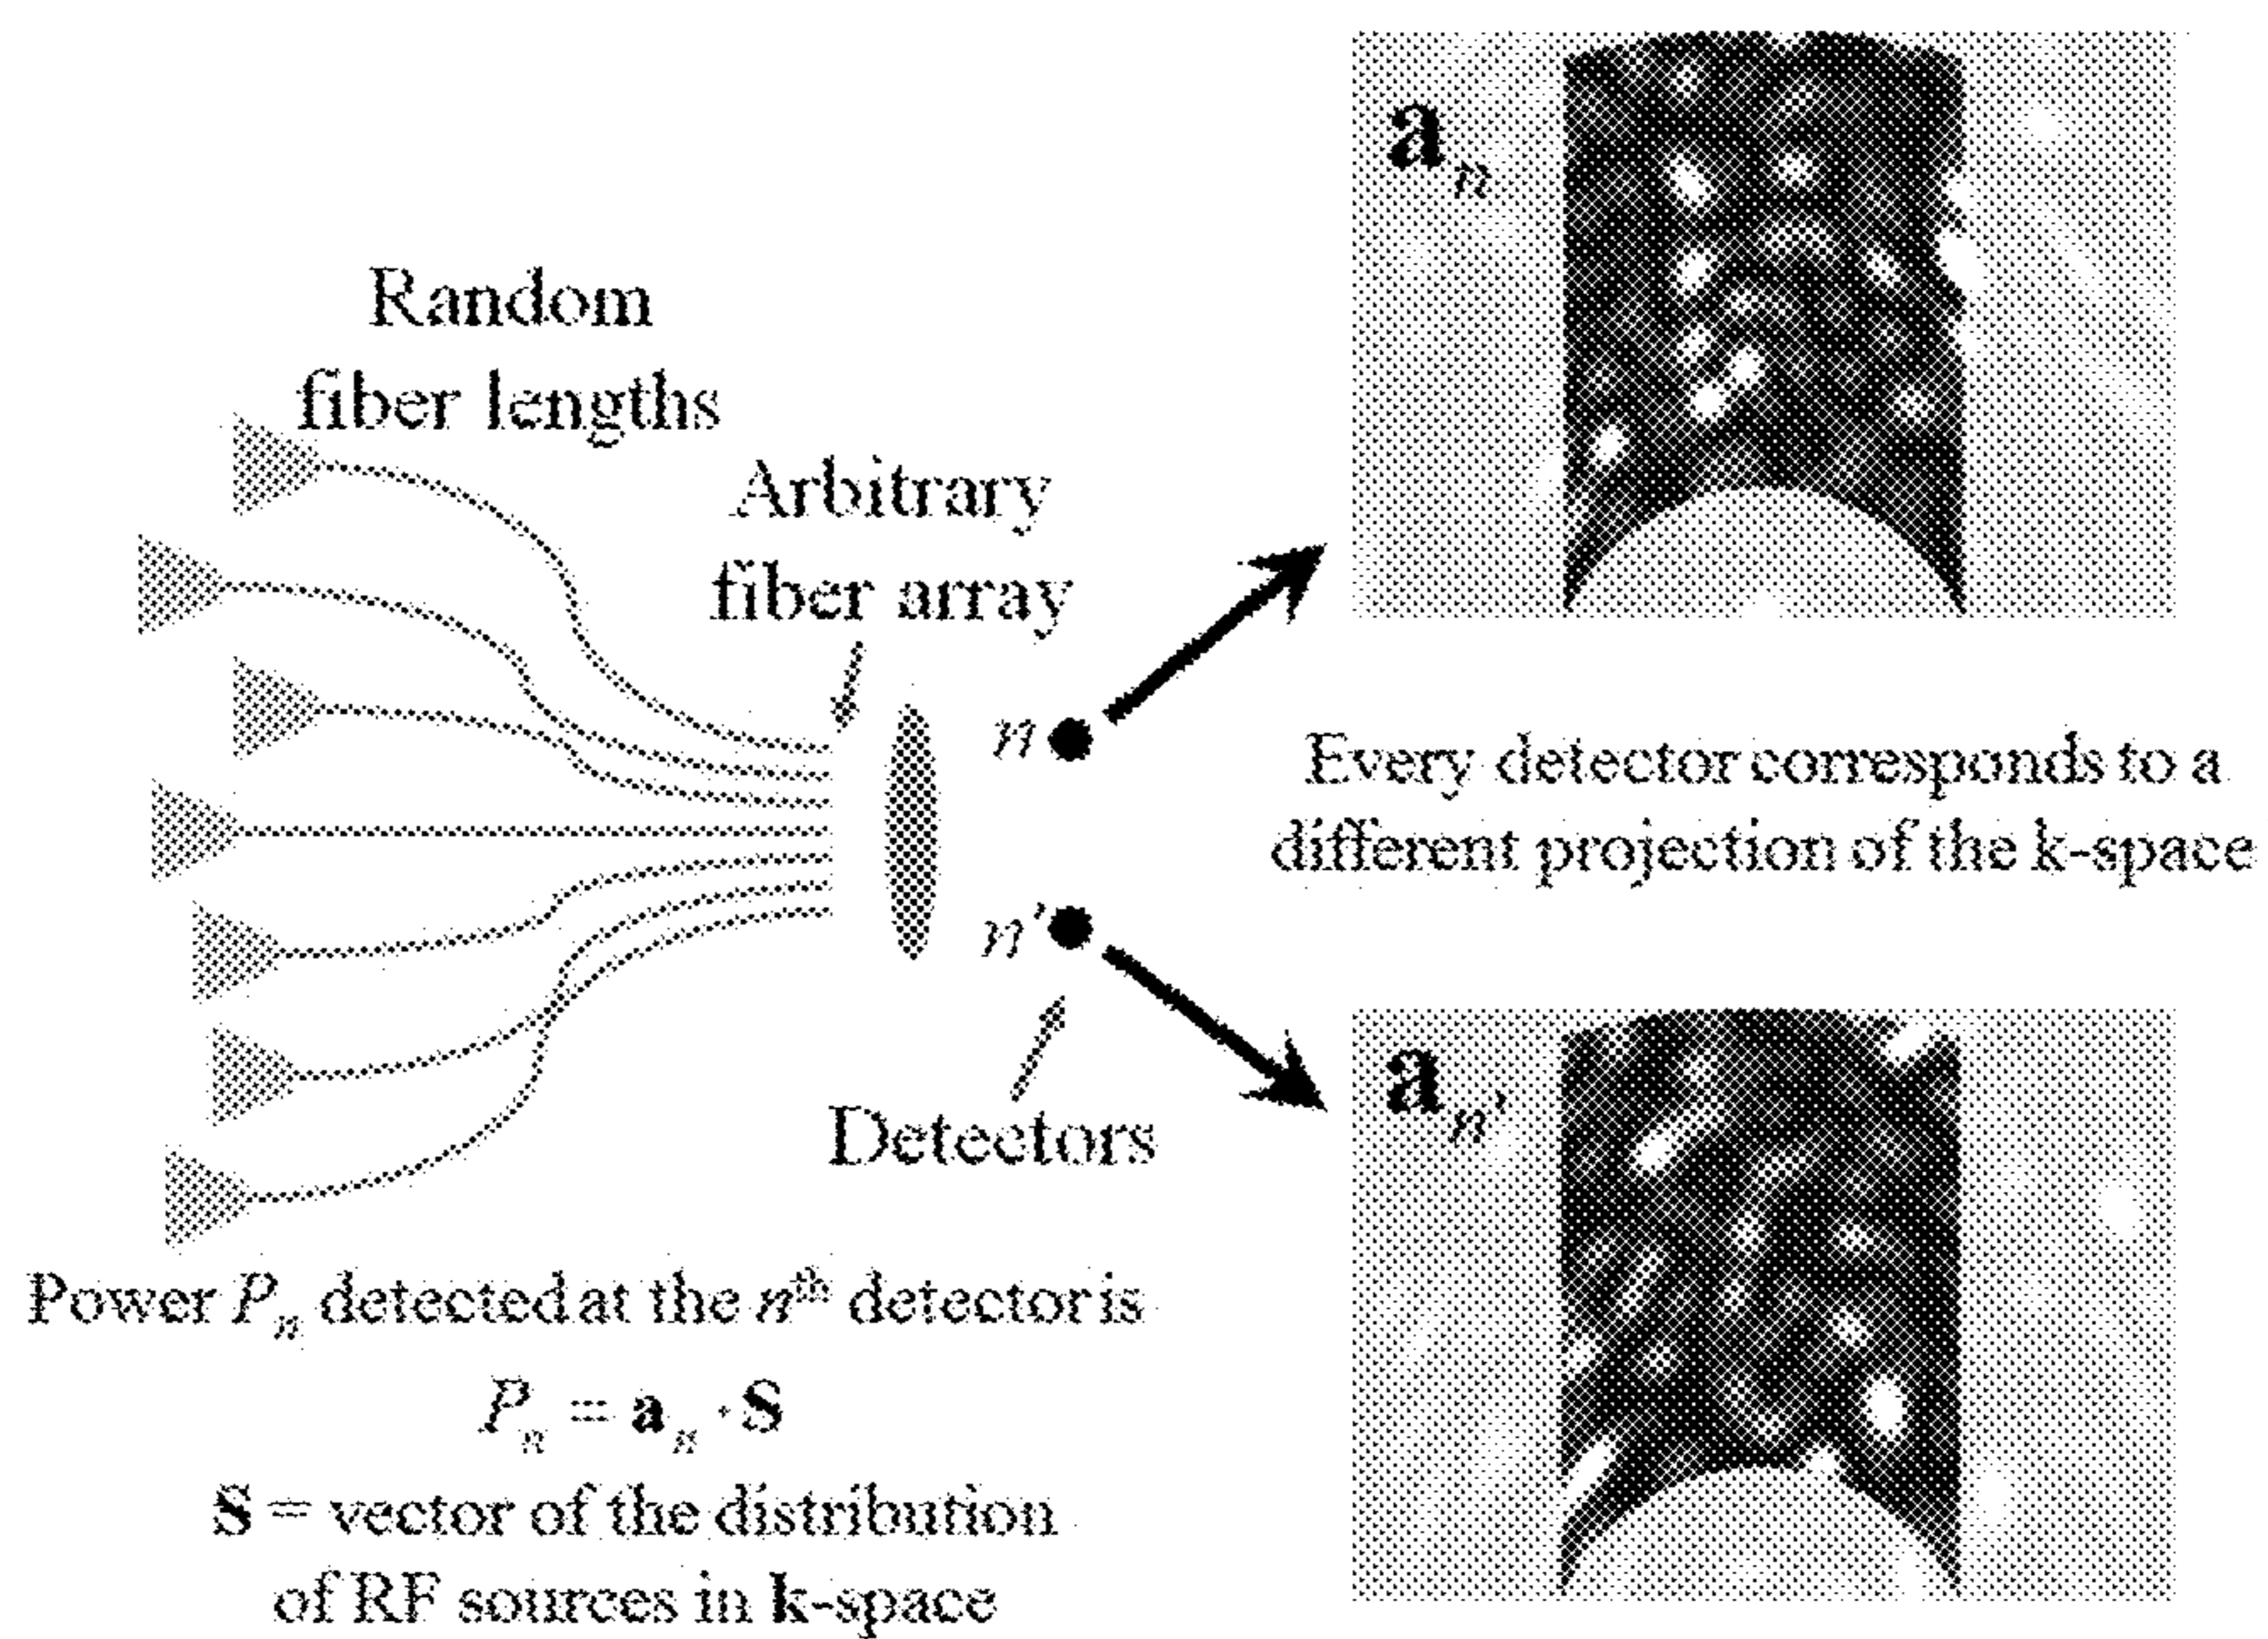 Random
fiber lengths
Arbitrary
fiber array
n
n'
Detectors
a_n
Every detector corresponds to a
different projection of the k-space
a_n'
Power P_n detected at the n^th detector is
P_n = a_n · S
S = vector of the distribution
of RF sources in k-space